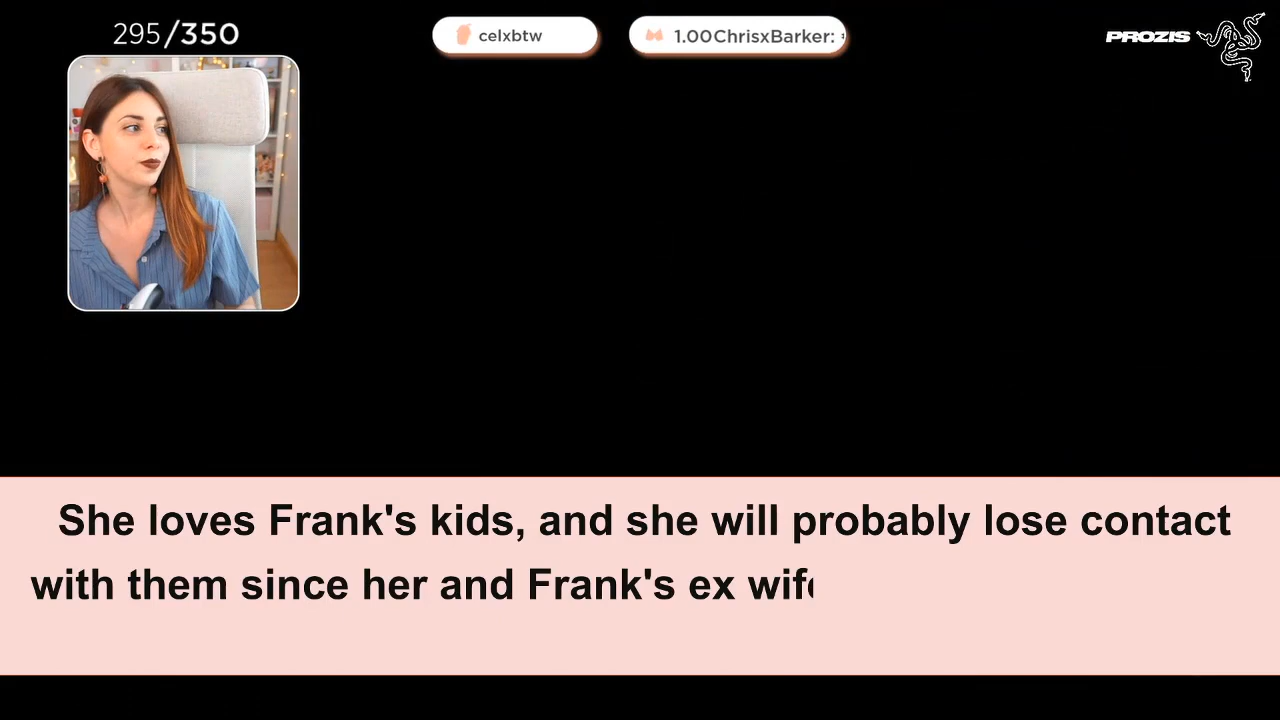 295/350
celxbtw
1.00ChrisxBarker:
PROZIS
She loves Frank's kids, and she will probably lose contact
with them since her and Frank's ex wife